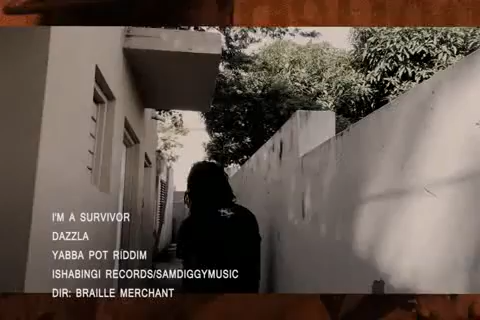 I'M A SURVIVOR
DAZZLA
YABBA POT RIDDIM
ISHABINGI RECORDS/SAMDIGGYMUSIC
DIR: BRAILLE MERCHANT